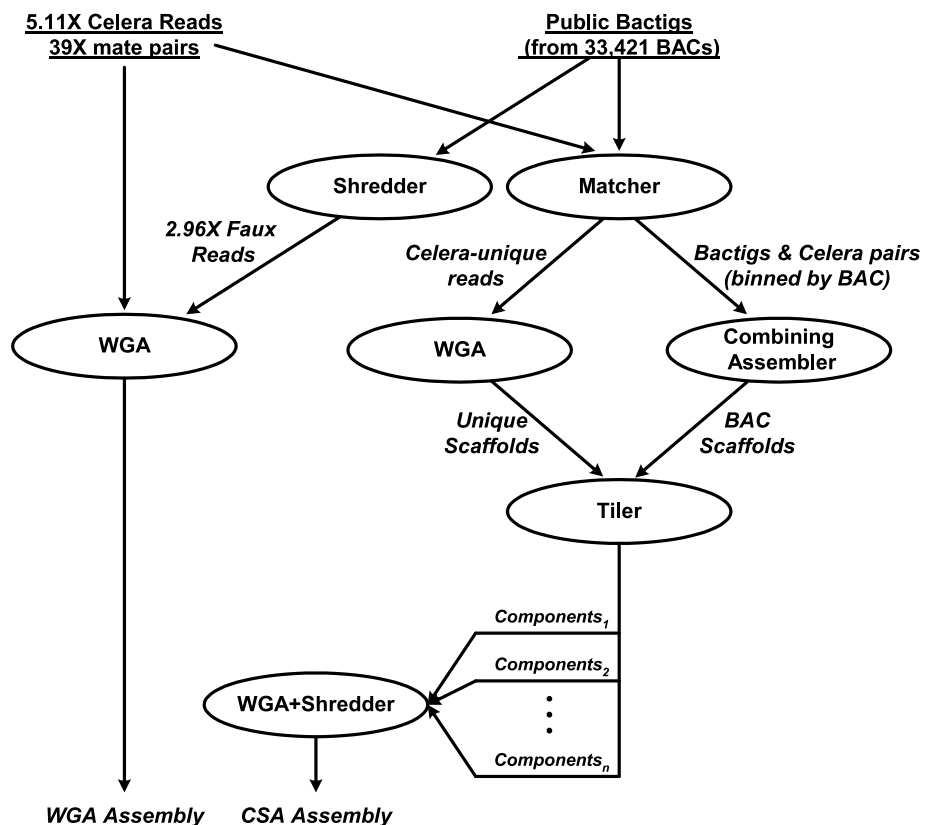 5.11X Celera Reads
39X mate pairs
Public Bactigs
(from 33,421 BACs)
Shredder
Matcher
2.96X Faux
Reads
Celera-unique
reads
Bactigs & Celera pairs
(binned by BAC)
WGA
WGA
Combining
Assembler
Unique
Scaffolds
BAC
Scaffolds
Tiler
Components1
Components2
WGA+Shredder
Componentsn
WGA Assembly
CSA Assembly